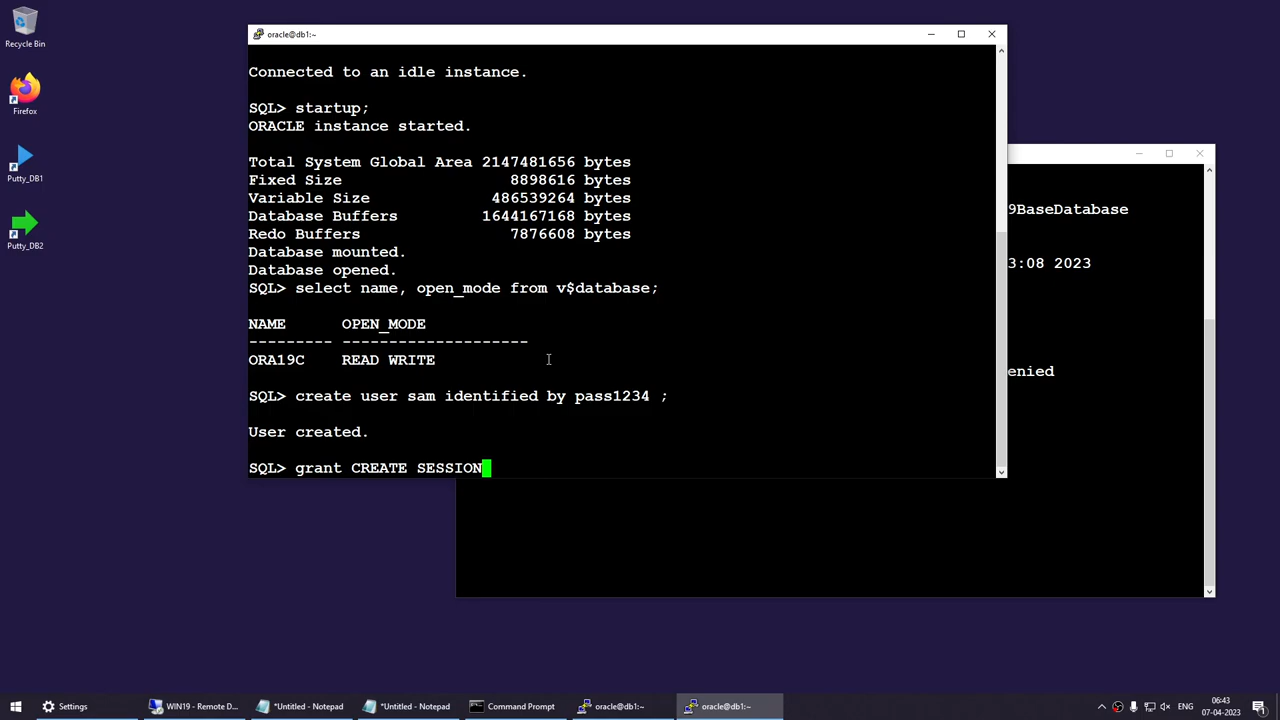 Recycle Bin
Firefox
Putty_DB1
Putty_DB2
oracle@db1:~
Connected to an idle instance.
SQL> startup;
ORACLE instance started.
Total System Global Area 2147481656 bytes
Fixed Size 8898616 bytes
Variable Size 486539264 bytes
Database Buffers 1644167168 bytes
Redo Buffers 7876608 bytes
Database mounted.
Database opened.
SQL> select name, open_mode from v$database;
NAME OPEN_MODE
--------- --------------------
ORA19C READ WRITE
SQL> create user sam identified by pass1234 ;
User created.
SQL> grant CREATE SESSION
9BaseDatabase
3:08 2023
enied
Settings
WIN19 - Remote D...
*Untitled - Notepad
*Untitled - Notepad
Command Prompt
oracle@db1:~
oracle@db1:~
ENG
06:43
07-04-2023